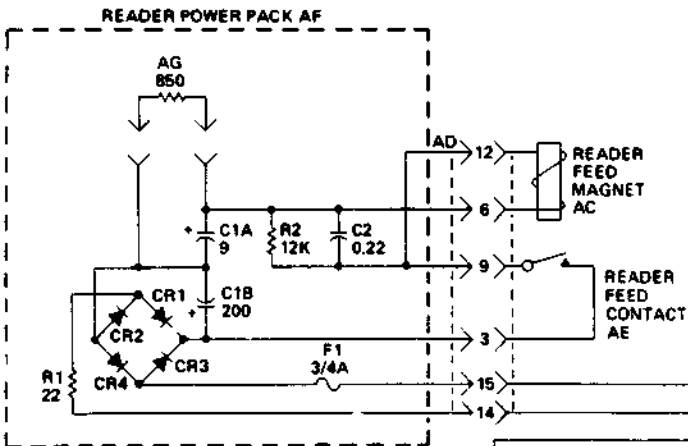 READER POWER PACK AF
AG
850
AD
12
READER
FEED
MAGNET
AC
6
+
C1A
9
R2
12K
C2
0.22
9
READER
FEED
CONTACT
AE
CR1
C1B
200
+
CR2
3
CR3
F1
3/4A
CR4
R1
22
15
14